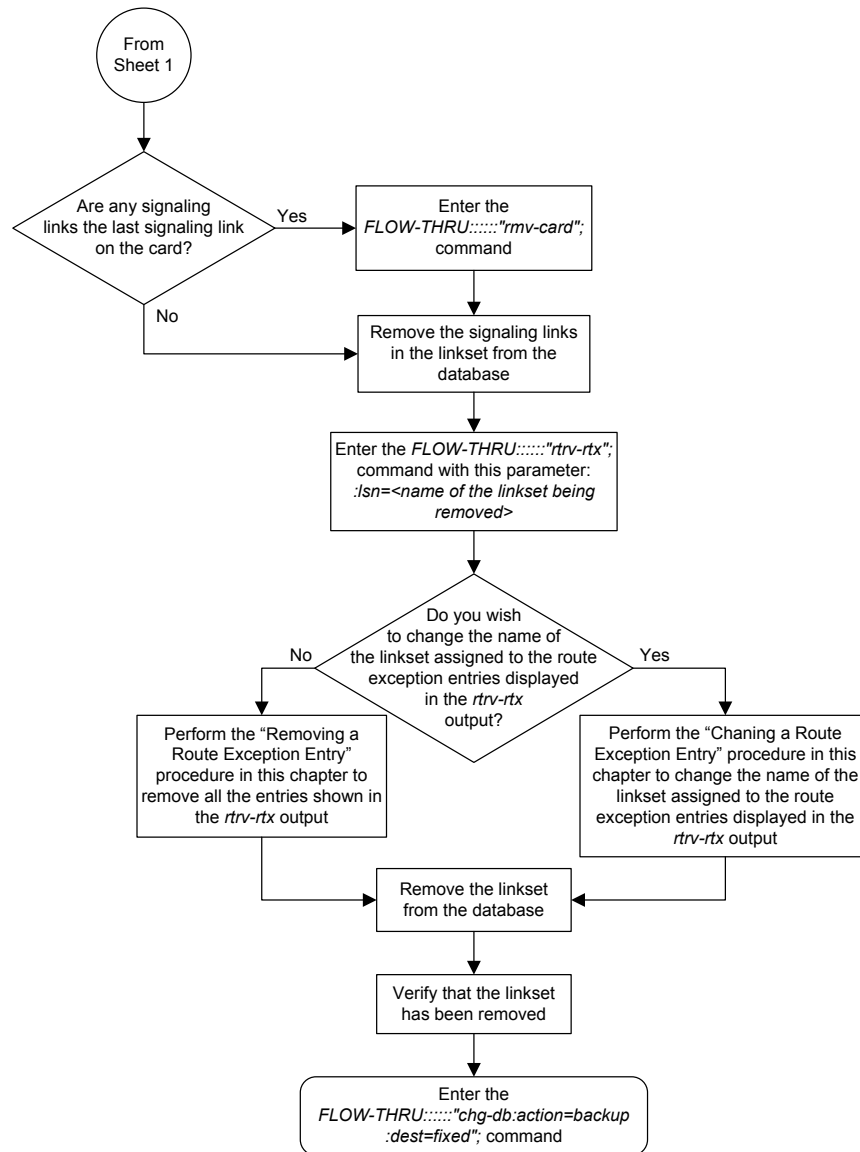 From
Sheet 1
Are any signaling
links the last signaling link
on the card?
Yes
Enter the
FLOW-THRU::::::"rmv-card";
command
No
Remove the signaling links
in the linkset from the
database
Enter the FLOW-THRU::::::"rtrv-rtx";
command with this parameter:
:lsn=<name of the linkset being
removed>
Do you wish
to change the name of
the linkset assigned to the route
exception entries displayed
in the rtrv-rtx
output?
No
Yes
Perform the “Removing a
Route Exception Entry”
procedure in this chapter to
remove all the entries shown in
the rtrv-rtx output
Perform the “Chaning a Route
Exception Entry” procedure in this
chapter to change the name of the
linkset assigned to the route
exception entries displayed in the
rtrv-rtx output
Remove the linkset
from the database
Verify that the linkset
has been removed
Enter the
FLOW-THRU::::::"chg-db:action=backup
:dest=fixed"; command